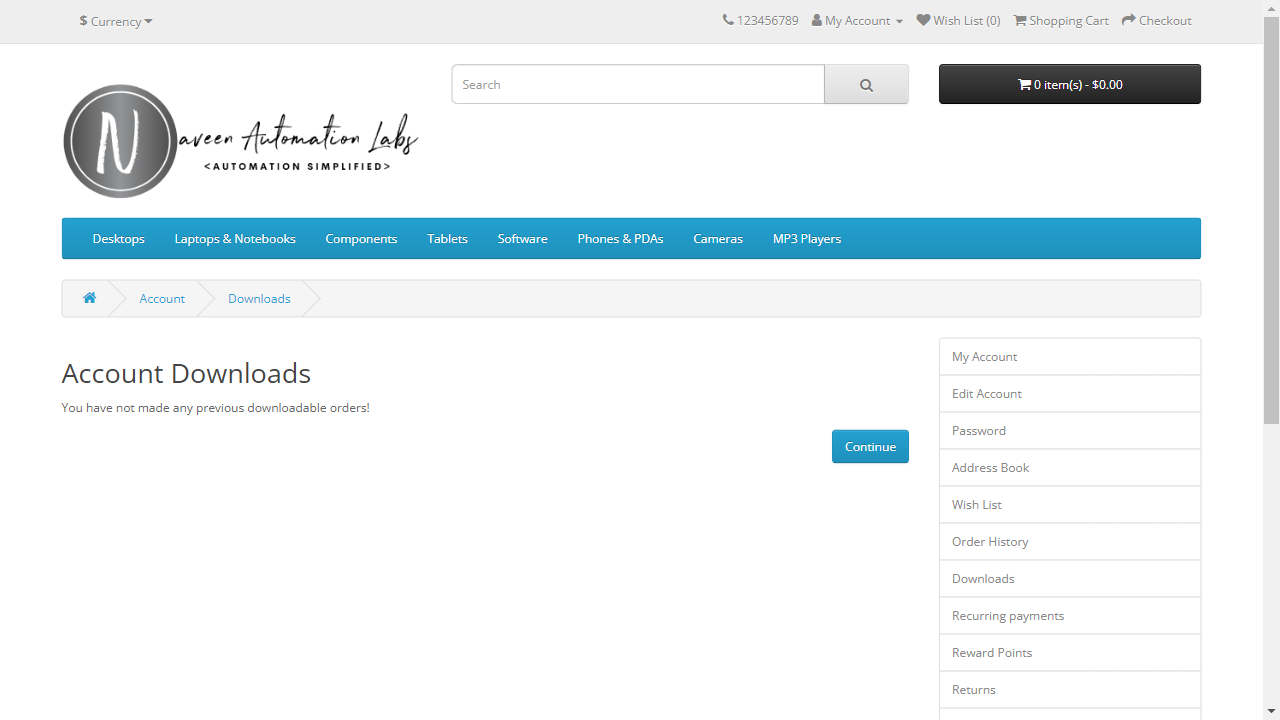 $ Currency
123456789
My Account
Wish List (0)
Shopping Cart
Checkout
N
aveen Automation Labs
<AUTOMATION SIMPLIFIED>
Search
0 item(s) - $0.00
Desktops
Laptops & Notebooks
Components
Tablets
Software
Phones & PDAs
Cameras
MP3 Players
Account
Downloads
Account Downloads
You have not made any previous downloadable orders!
Continue
My Account
Edit Account
Password
Address Book
Wish List
Order History
Downloads
Recurring payments
Reward Points
Returns